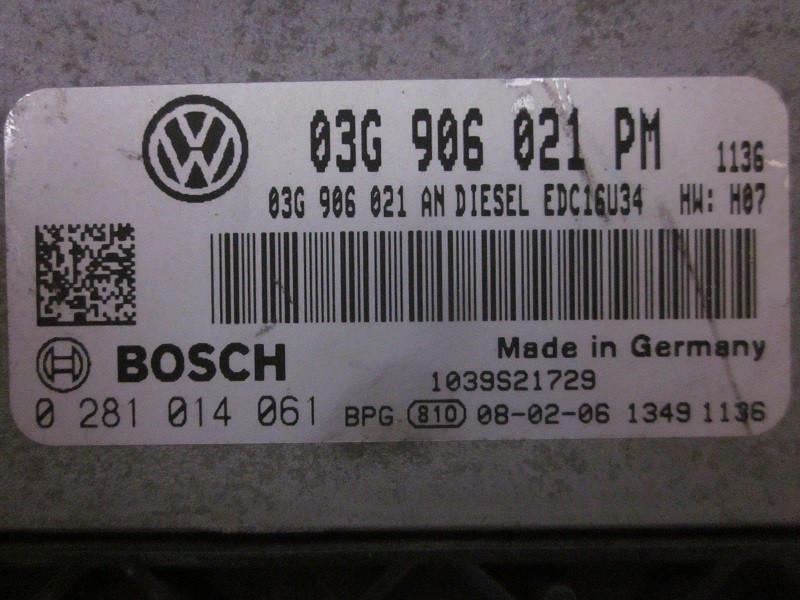 03G 906 021 PM 1136
03G 906 021 AN DIESEL EDC16U34 HW: H07
BOSCH Made in Germany
1039S21729
0 281 014 061 BPG 810 08-02-06 1349 1136